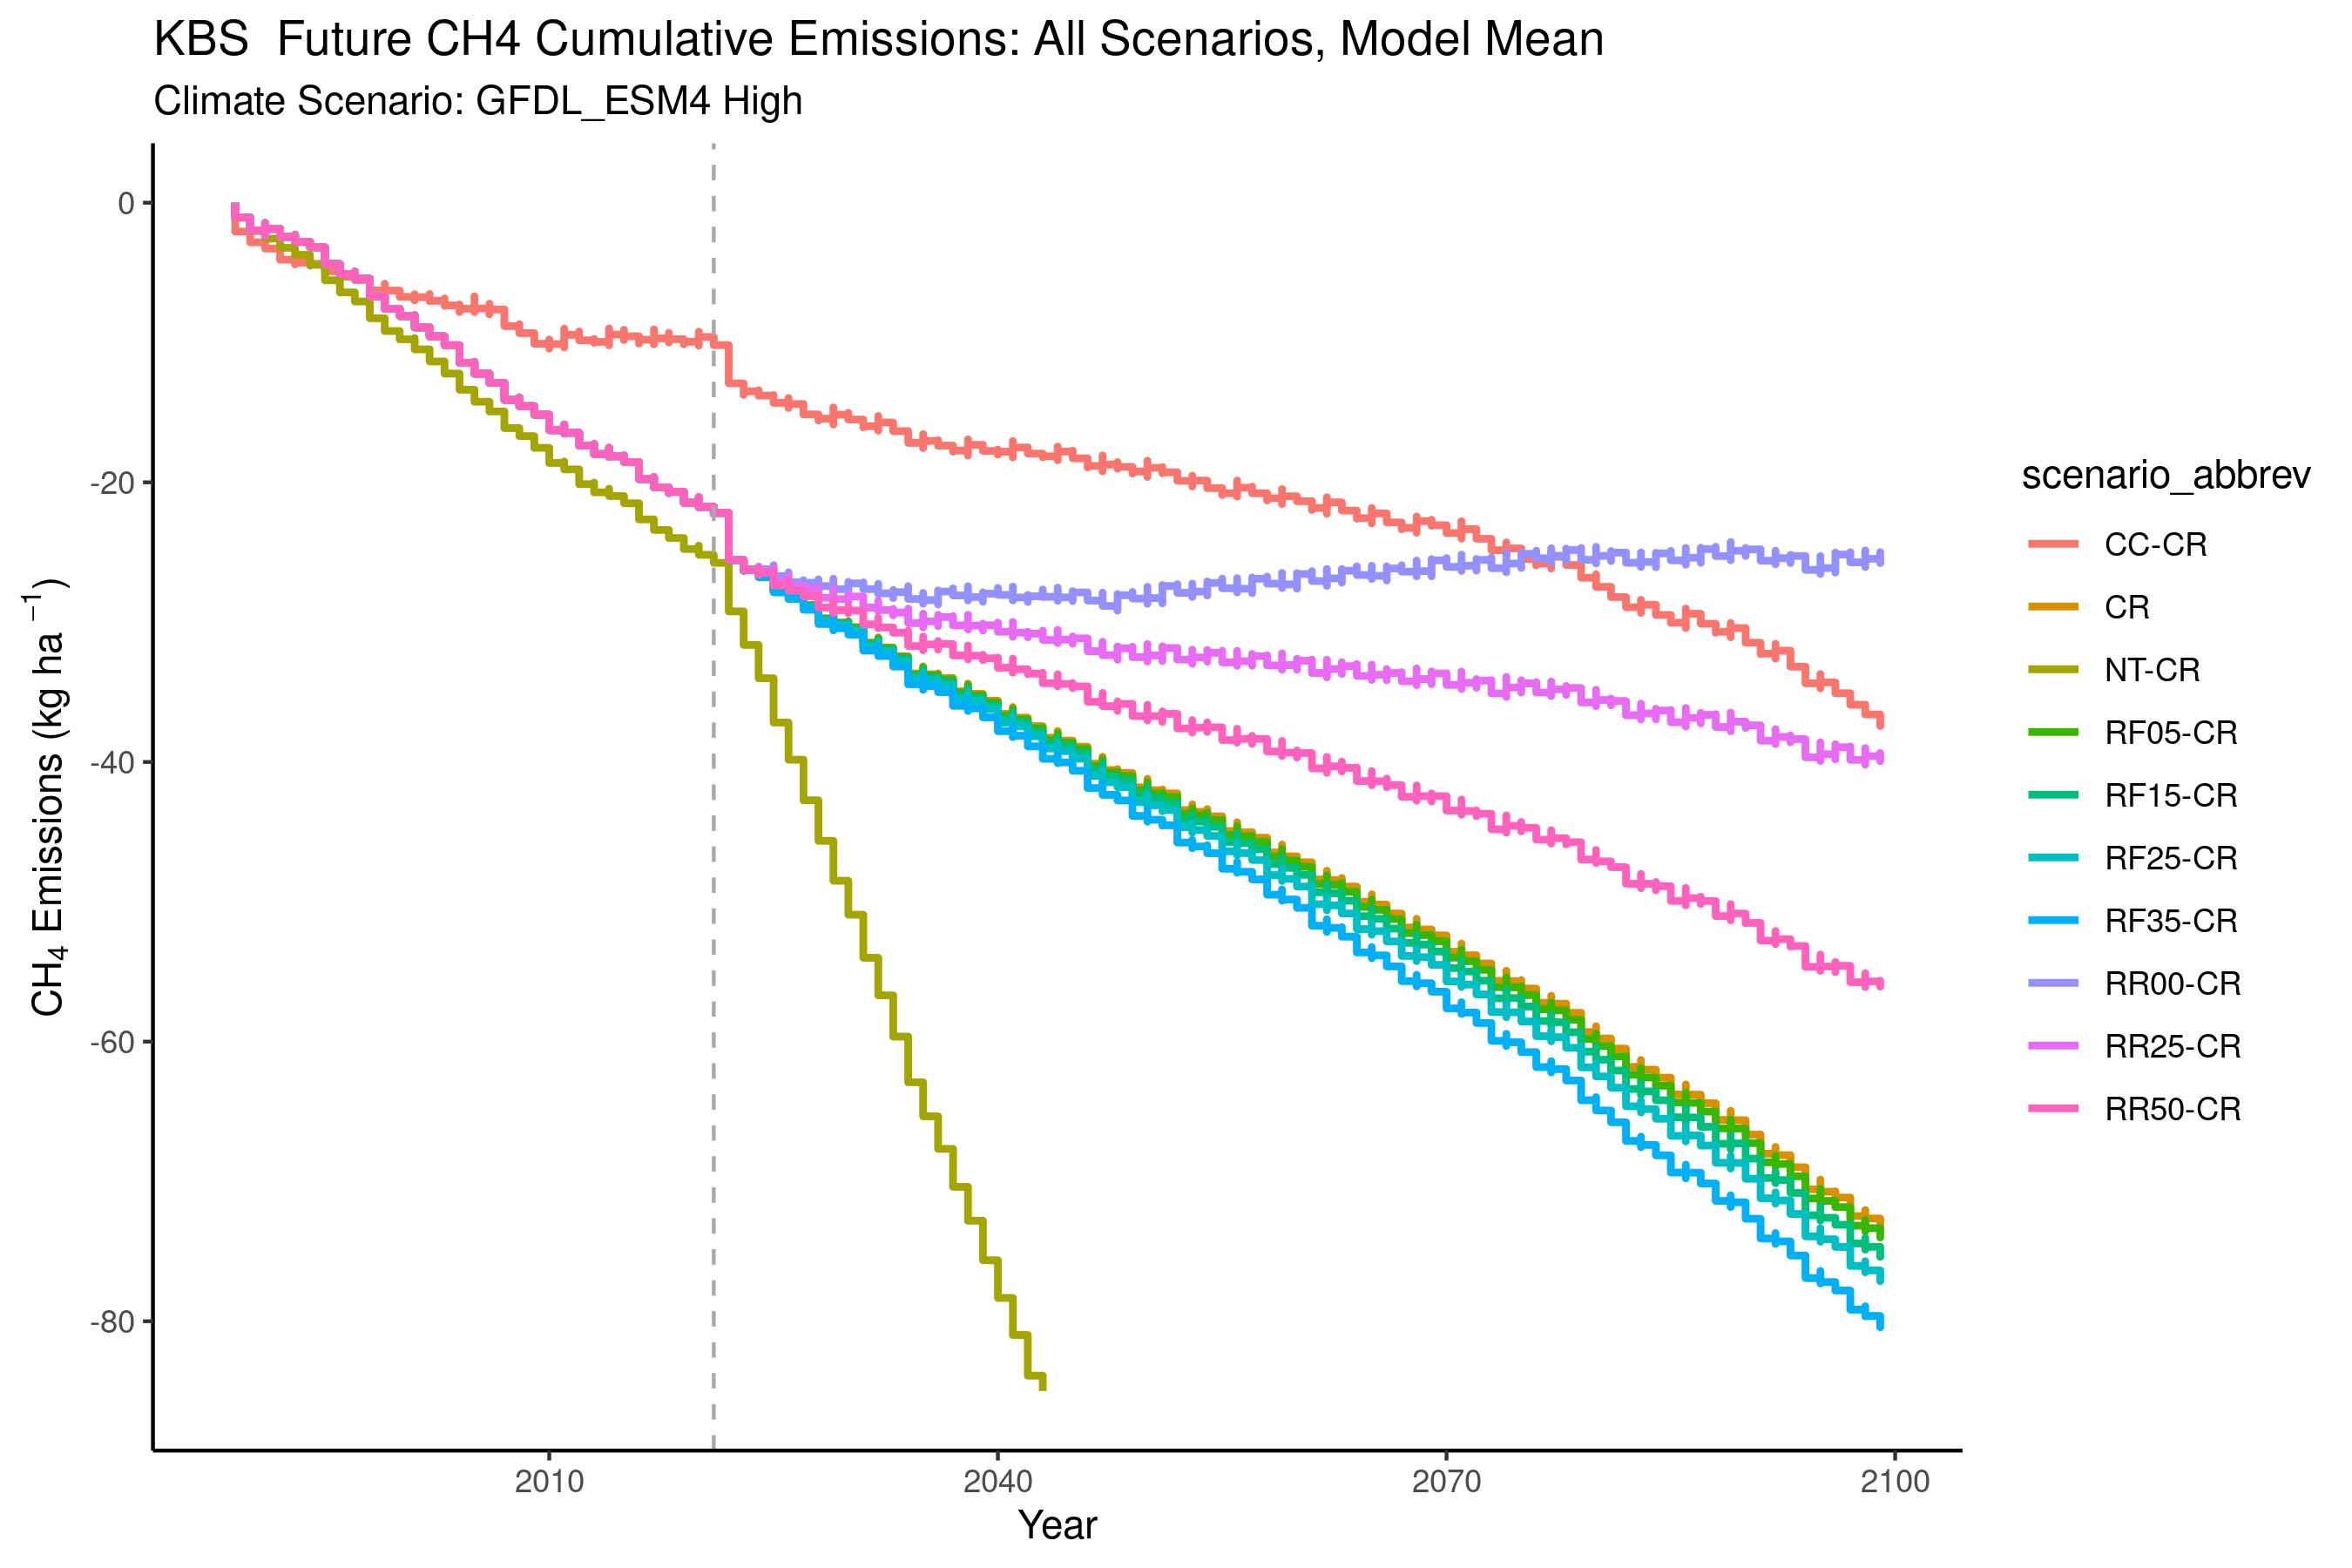 KBS  Future CH4 Cumulative Emissions: All Scenarios, Model Mean
Climate Scenario: GFDL_ESM4 High
CH₄ Emissions (kg ha ⁻¹)
0
-20
-40
-60
-80
2010
2040
2070
2100
Year
scenario_abbrev
CC-CR
CR
NT-CR
RF05-CR
RF15-CR
RF25-CR
RF35-CR
RR00-CR
RR25-CR
RR50-CR